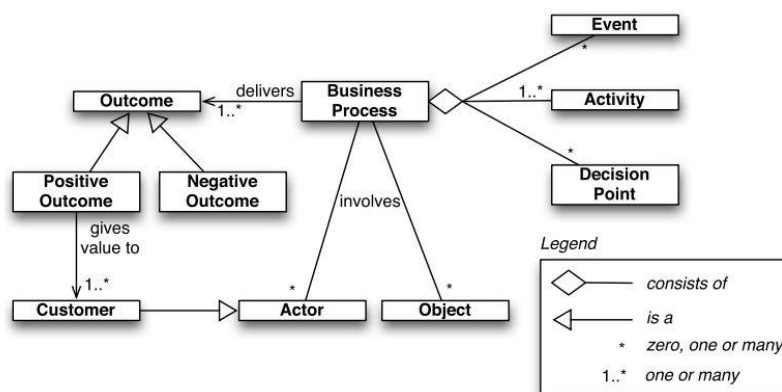 Event
*
Outcome
delivers
1..*
Business
Process
1..*
Activity
*
Decision
Point
Positive
Outcome
Negative
Outcome
involves
gives
value to
1..*
*
*
Customer
Actor
Object
Legend
consists of
is a
* zero, one or many
1..* one or many